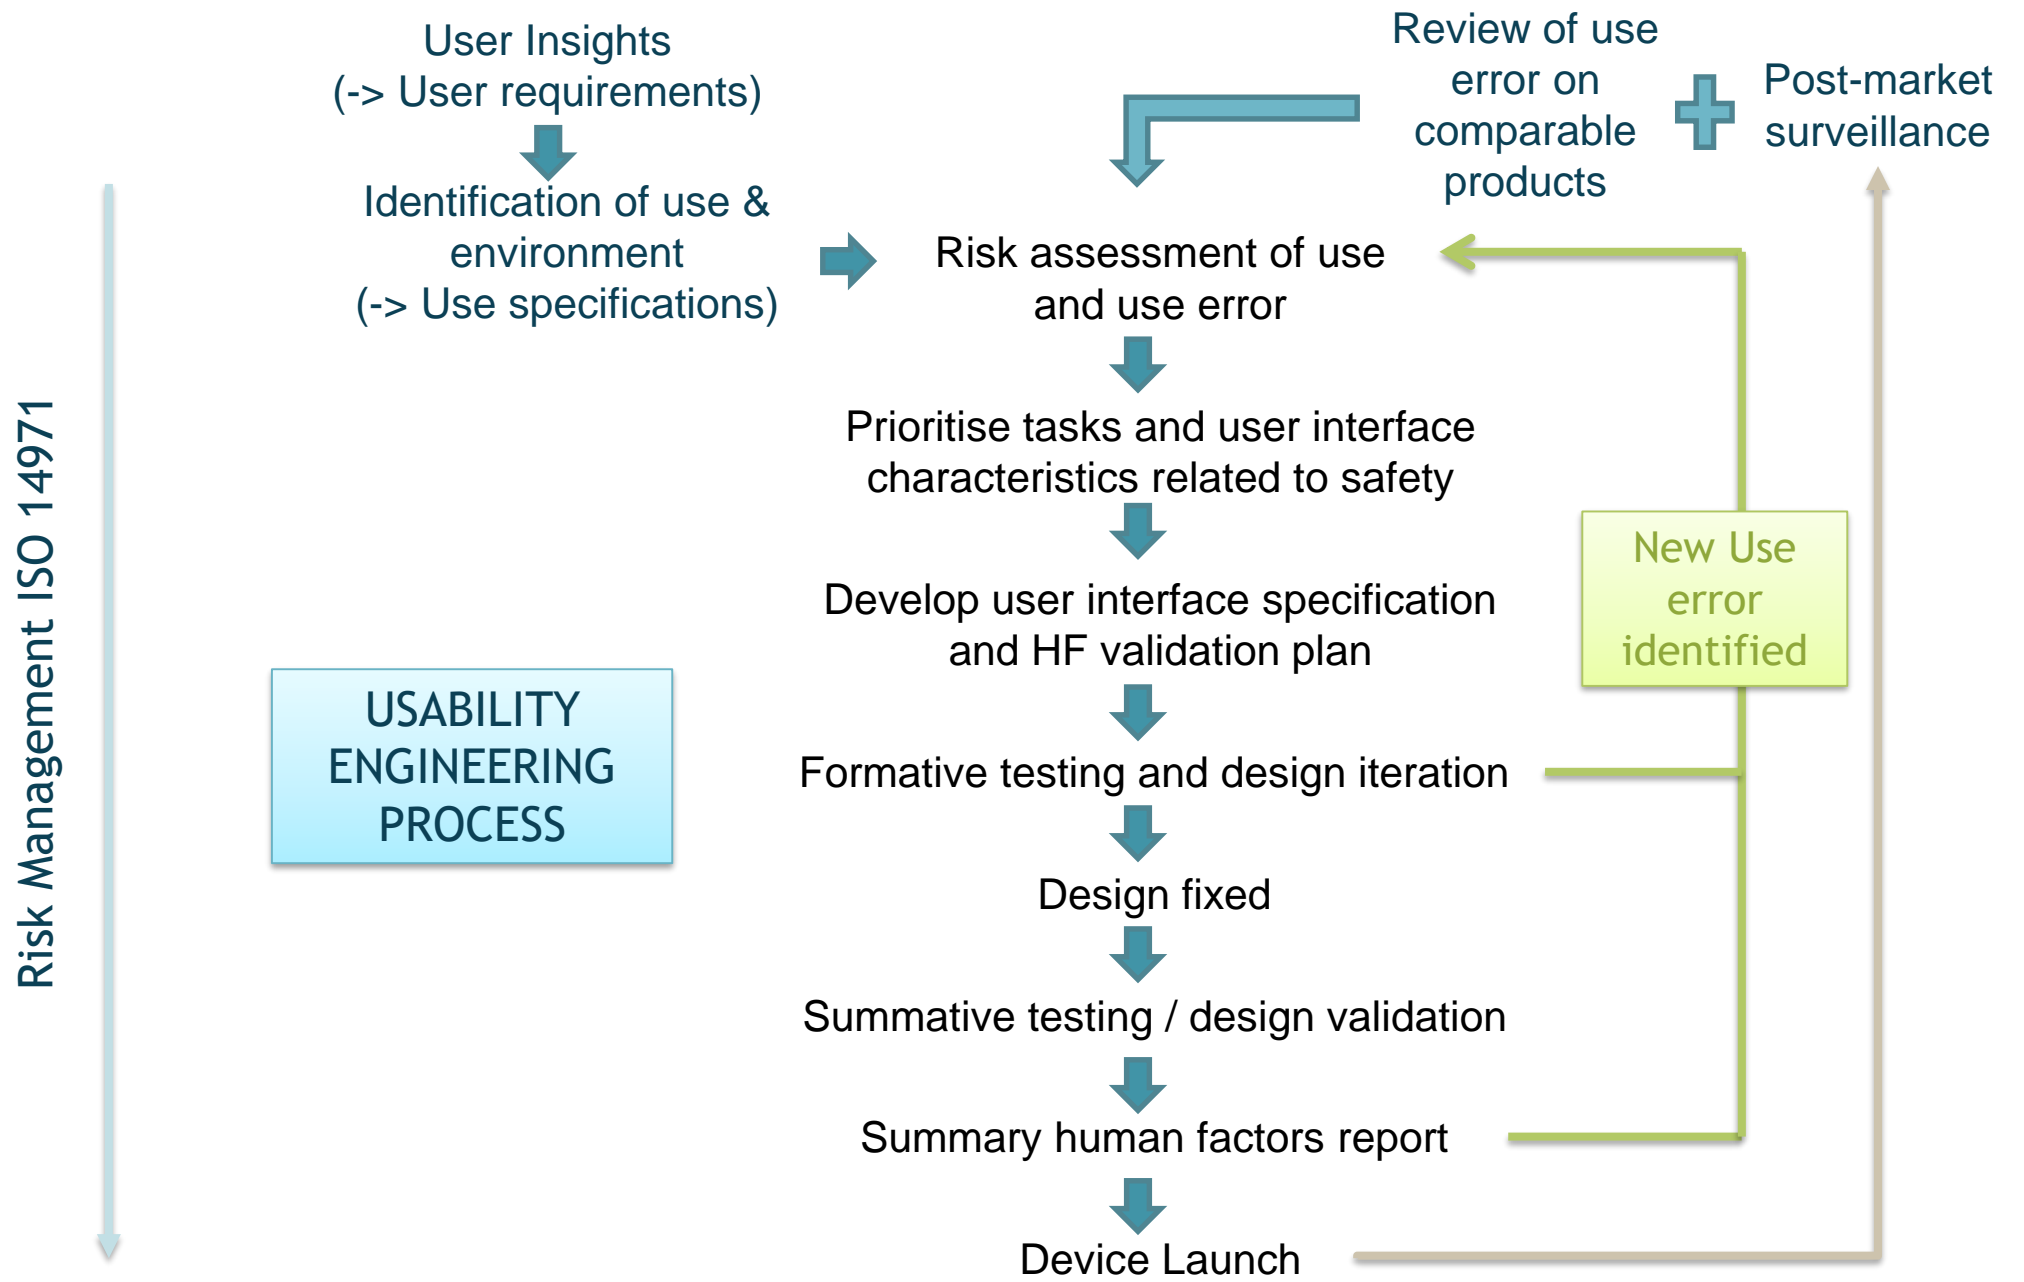 User Insights
(-> User requirements)
Identification of use &
environment
(-> Use specifications)
Review of use
error on
comparable
products
Post-market
surveillance
Risk assessment of use
and use error
Prioritise tasks and user interface
characteristics related to safety
Develop user interface specification
and HF validation plan
Formative testing and design iteration
Design fixed
Summative testing / design validation
Summary human factors report
Device Launch
New Use
error
identified
USABILITY
ENGINEERING
PROCESS
Risk Management ISO 14971